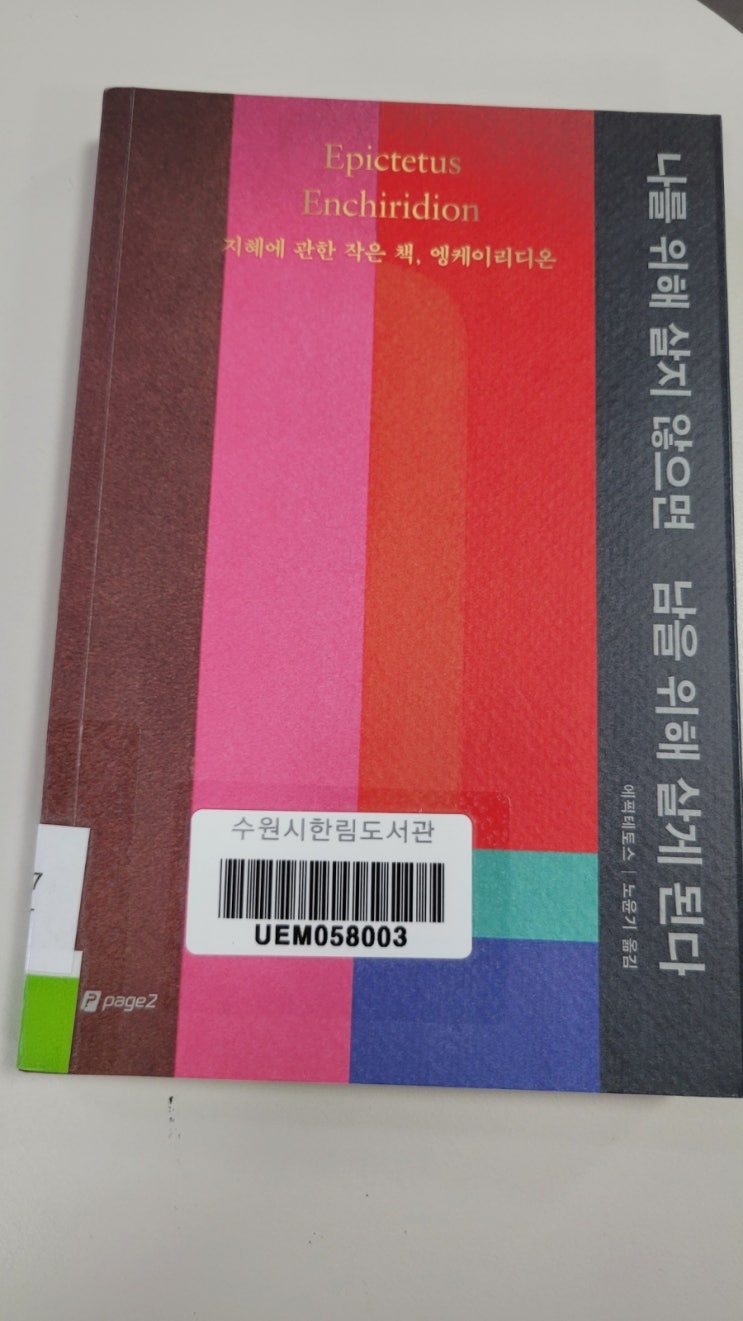 Epictetus
Enchiridion
지혜에 관한 작은 책, 엥케이리디온
나를 위해 살지 않으면 남을 위해 살게 된다
에픽테토스 | 노윤기 옮김
수원시한림도서관
UEM058003
7
page2